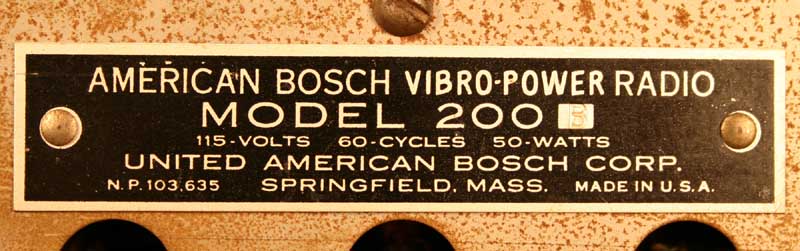 AMERICAN BOSCH VIBRO-POWER RADIO
MODEL 200 B
115-VOLTS 60-CYCLES 50-WATTS
UNITED AMERICAN BOSCH CORP.
N.P. 103,635 SPRINGFIELD, MASS. MADE IN U.S.A.